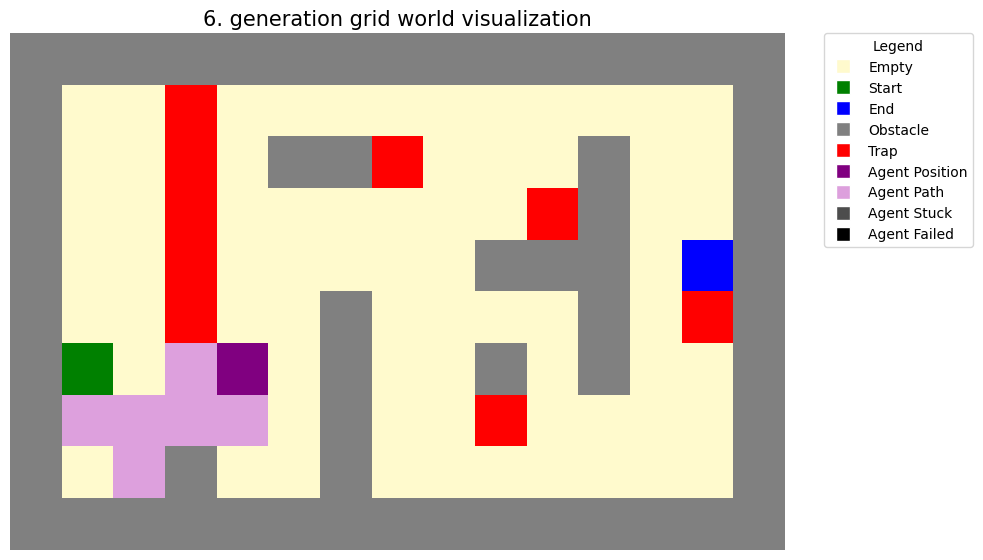 6. generation grid world visualization
Legend
Empty
Start
End
Obstacle
Trap
Agent Position
Agent Path
Agent Stuck
Agent Failed